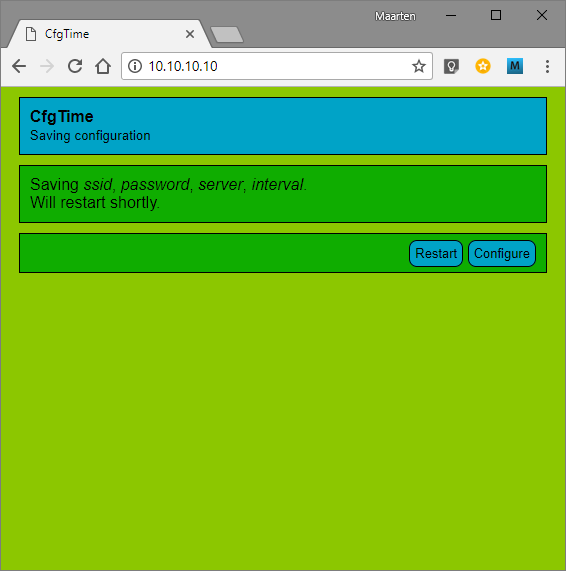 Maarten
CfgTime
10.10.10.10
M
CfgTime
Saving configuration
Saving ssid, password, server, interval.
Will restart shortly.
Restart Configure